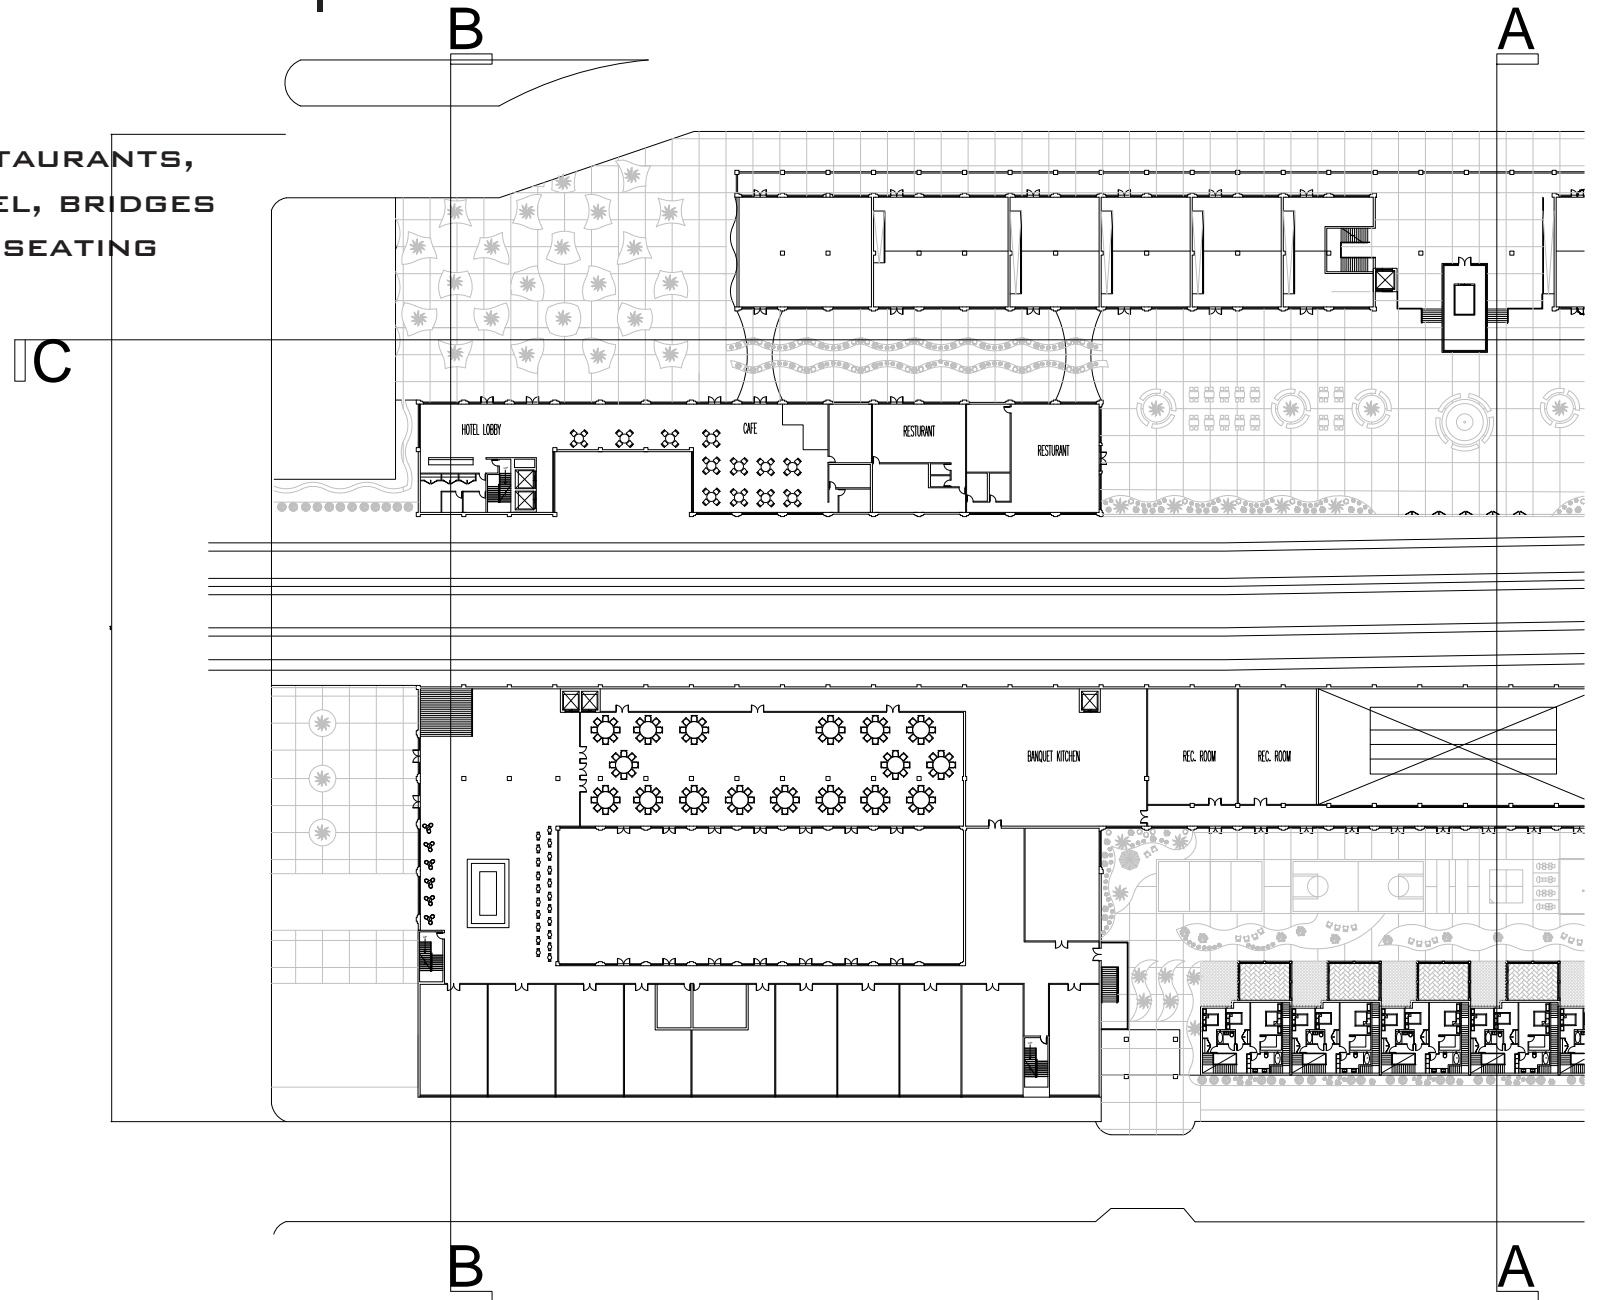 B
A
TAURANTS,
EL, BRIDGES
SEATING
C
HOTEL LOBBY
CAFE
RESTURANT
RESTURANT
BANQUET KITCHEN
REC. ROOM
REC. ROOM
B
A